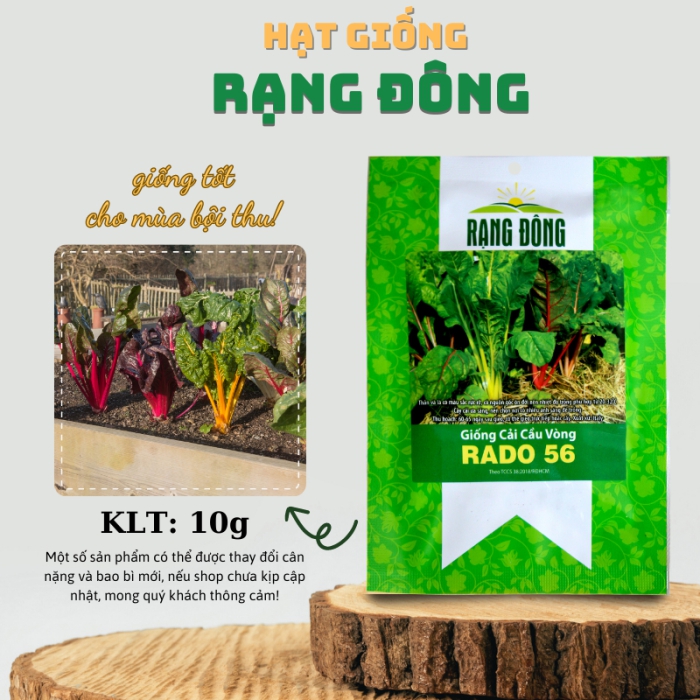 HẠT GIỐNG
RẠNG ĐÔNG
giống tốt
cho mùa bội thu!
RẠNG ĐÔNG
Giống Cải Cầu Vòng
RADO 56
KLT: 10g
Một số sản phẩm có thể được thay đổi cân
nặng và bao bì mới, nếu shop chưa kịp cập
nhật, mong quý khách thông cảm!